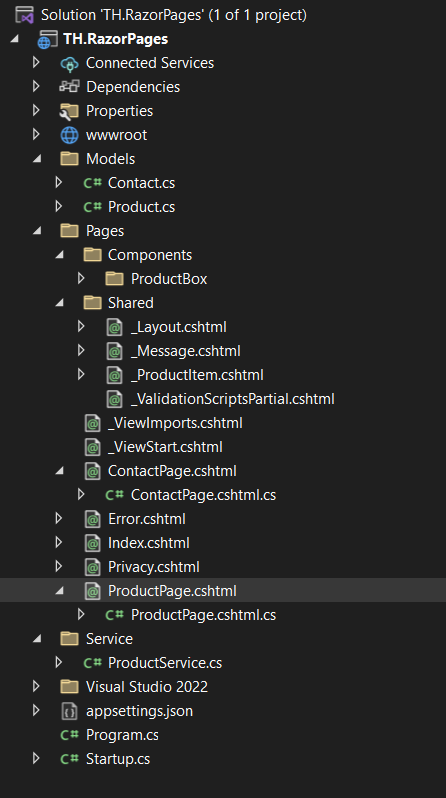 Solution 'TH.RazorPages' (1 of 1 project)
TH.RazorPages
Connected Services
Dependencies
Properties
wwwroot
Models
C# Contact.cs
C# Product.cs
Pages
Components
ProductBox
Shared
@ _Layout.cshtml
@ _Message.cshtml
@ _ProductItem.cshtml
@ _ValidationScriptsPartial.cshtml
@ _ViewImports.cshtml
@ _ViewStart.cshtml
@ ContactPage.cshtml
C# ContactPage.cshtml.cs
@ Error.cshtml
@ Index.cshtml
@ Privacy.cshtml
@ ProductPage.cshtml
C# ProductPage.cshtml.cs
Service
C# ProductService.cs
Visual Studio 2022
appsettings.json
C# Program.cs
C# Startup.cs